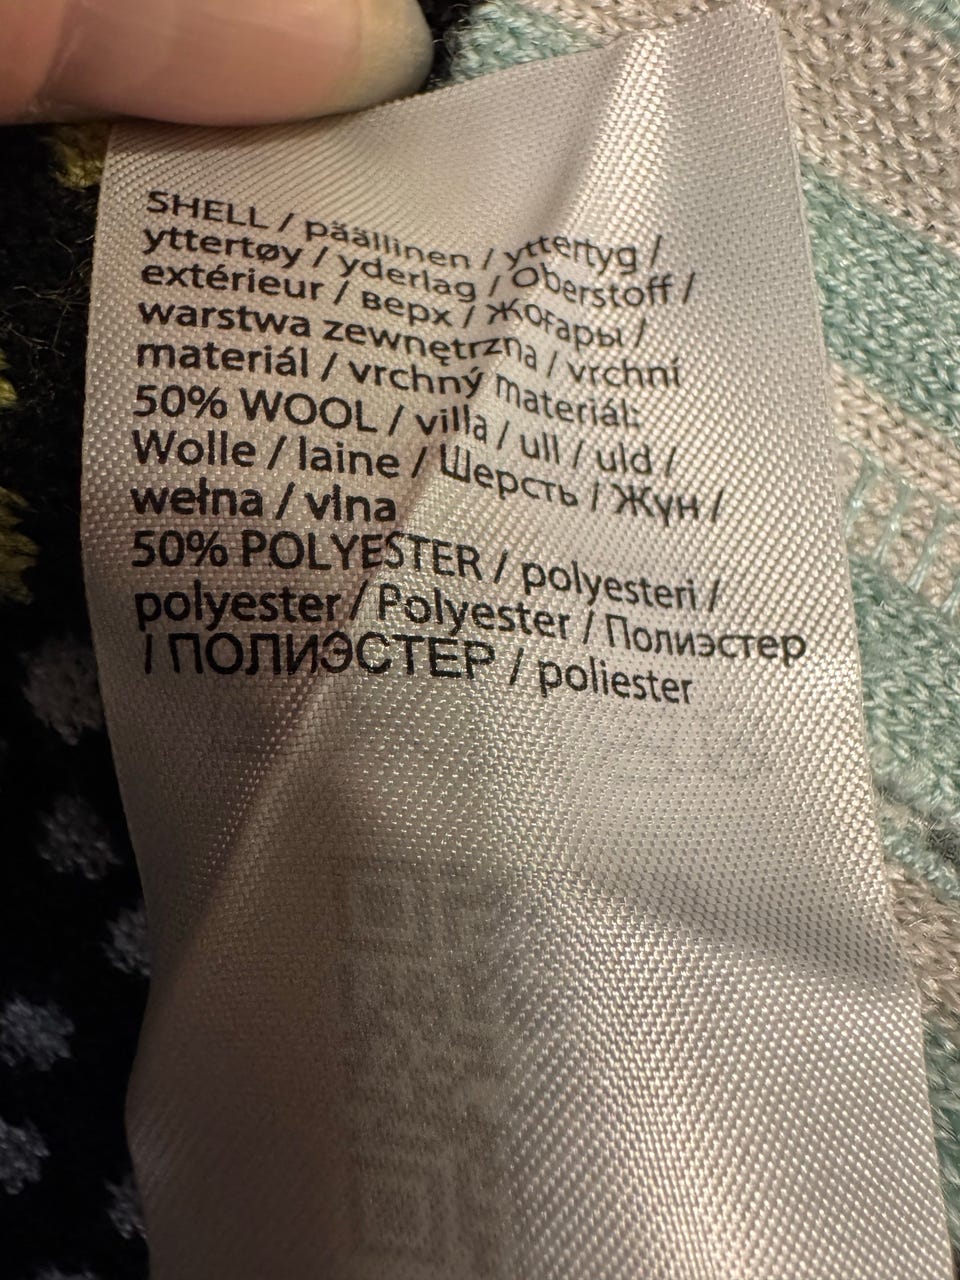 SHELL / päällinen / yttertyg /
yttertøy / yderlag / Oberstoff /
extérieur / верх / жоғары /
warstwa zewnętrzna / vrchní
materiál / vrchný materiál:
50% WOOL / villa / ull / uld /
Wolle / laine / Шерсть / Жүн /
wełna / vlna
50% POLYESTER / polyesteri /
polyester / Polyester / Полиэстер
/ ПОЛИЭСТЕР / poliester